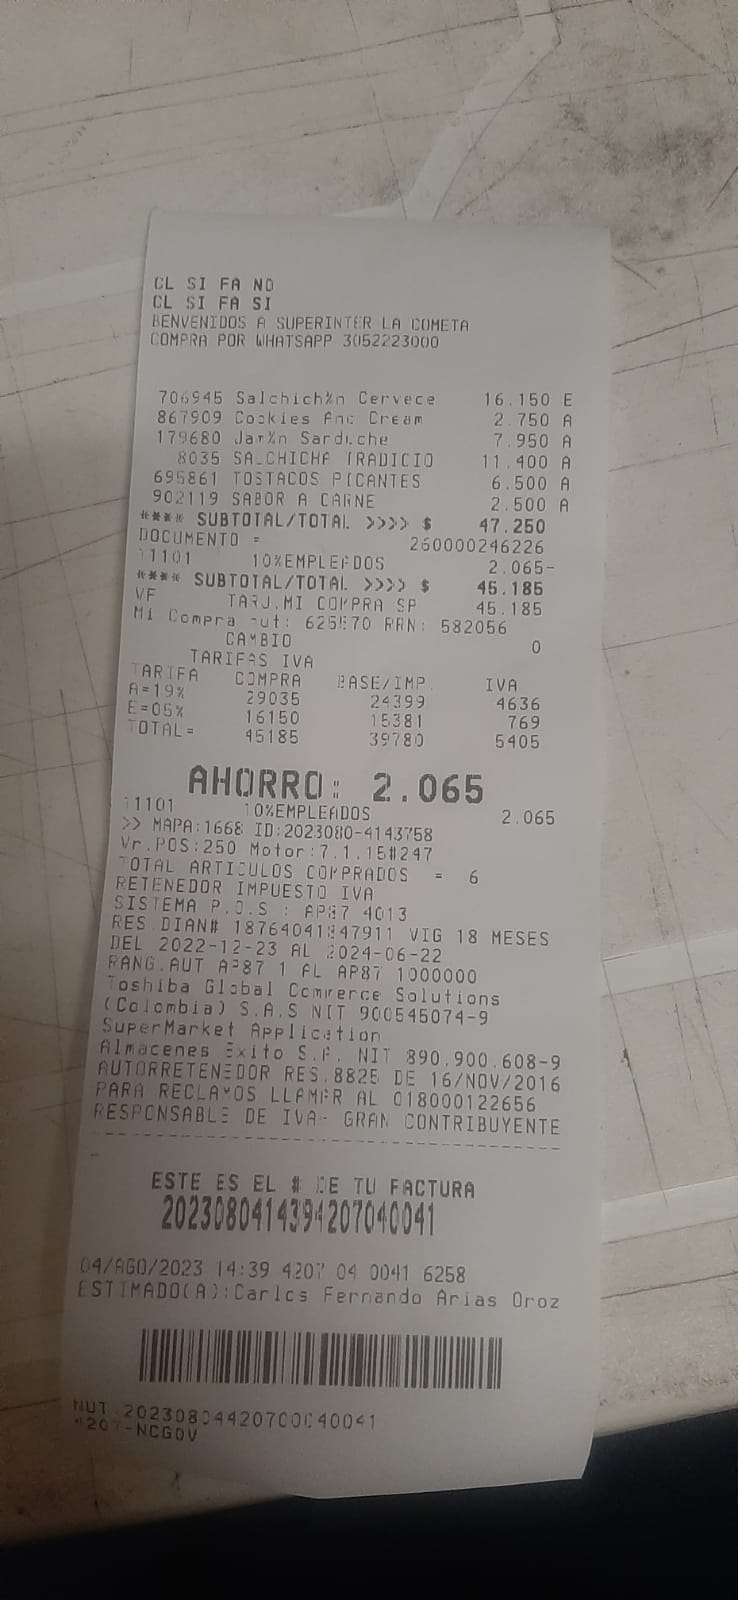 CL SI FA NO
CL SI FA SI
BENVENIDOS A SUPERINTER LA COMETA
COMPRA POR WHATSAPP 3052223000
706945 Salchich%n Cervece 16.150 E
867909 Cookies And Cream 2.750 A
179680 Jam%n Sandwiche 7.950 A
8035 SALCHICHA TRADICIO 11.400 A
695861 TOSTACOS PICANTES 6.500 A
902119 SABOR A CARNE 2.500 A
**** SUBTOTAL/TOTAL >>>> $ 47.250
DOCUMENTO = 260000246226
11101 10%EMPLEADOS 2.065-
**** SUBTOTAL/TOTAL >>>> $ 45.185
VF TARJ.MI COMPRA SP 45.185
Mi Compra aut: 625870 RRN: 582056
CAMBIO 0
TARIFAS IVA
TARIFA COMPRA BASE/IMP. IVA
A=19% 29035 24399 4636
E=05% 16150 15381 769
TOTAL= 45185 39780 5405
AHORRO: 2.065
11101 10%EMPLEADOS 2.065
>> MAPA:1668 ID:2023080-4143758
Vr.POS:250 Motor:7.1.15#247
TOTAL ARTICULOS COMPRADOS = 6
RETENEDOR IMPUESTO IVA
SISTEMA P.O.S : AP87 4013
RES.DIAN# 18764041847911 VIG 18 MESES
DEL 2022-12-23 AL 2024-06-22
RANG.AUT AP87 1 AL AP87 1000000
Toshiba Global Commerce Solutions
(Colombia) S.A.S NIT 900545074-9
SuperMarket Application
Almacenes Exito S.A. NIT 890.900.608-9
AUTORRETENEDOR RES.8825 DE 16/NOV/2016
PARA RECLAMOS LLAMAR AL 018000122656
RESPONSABLE DE IVA- GRAN CONTRIBUYENTE
ESTE ES EL # DE TU FACTURA
20230804143942070400 41
04/AGO/2023 14:39 4207 04 0041 6258
ESTIMADO(A):Carlos Fernando Arias Oroz
NUT 20230804420700040041
4207-NCGOV